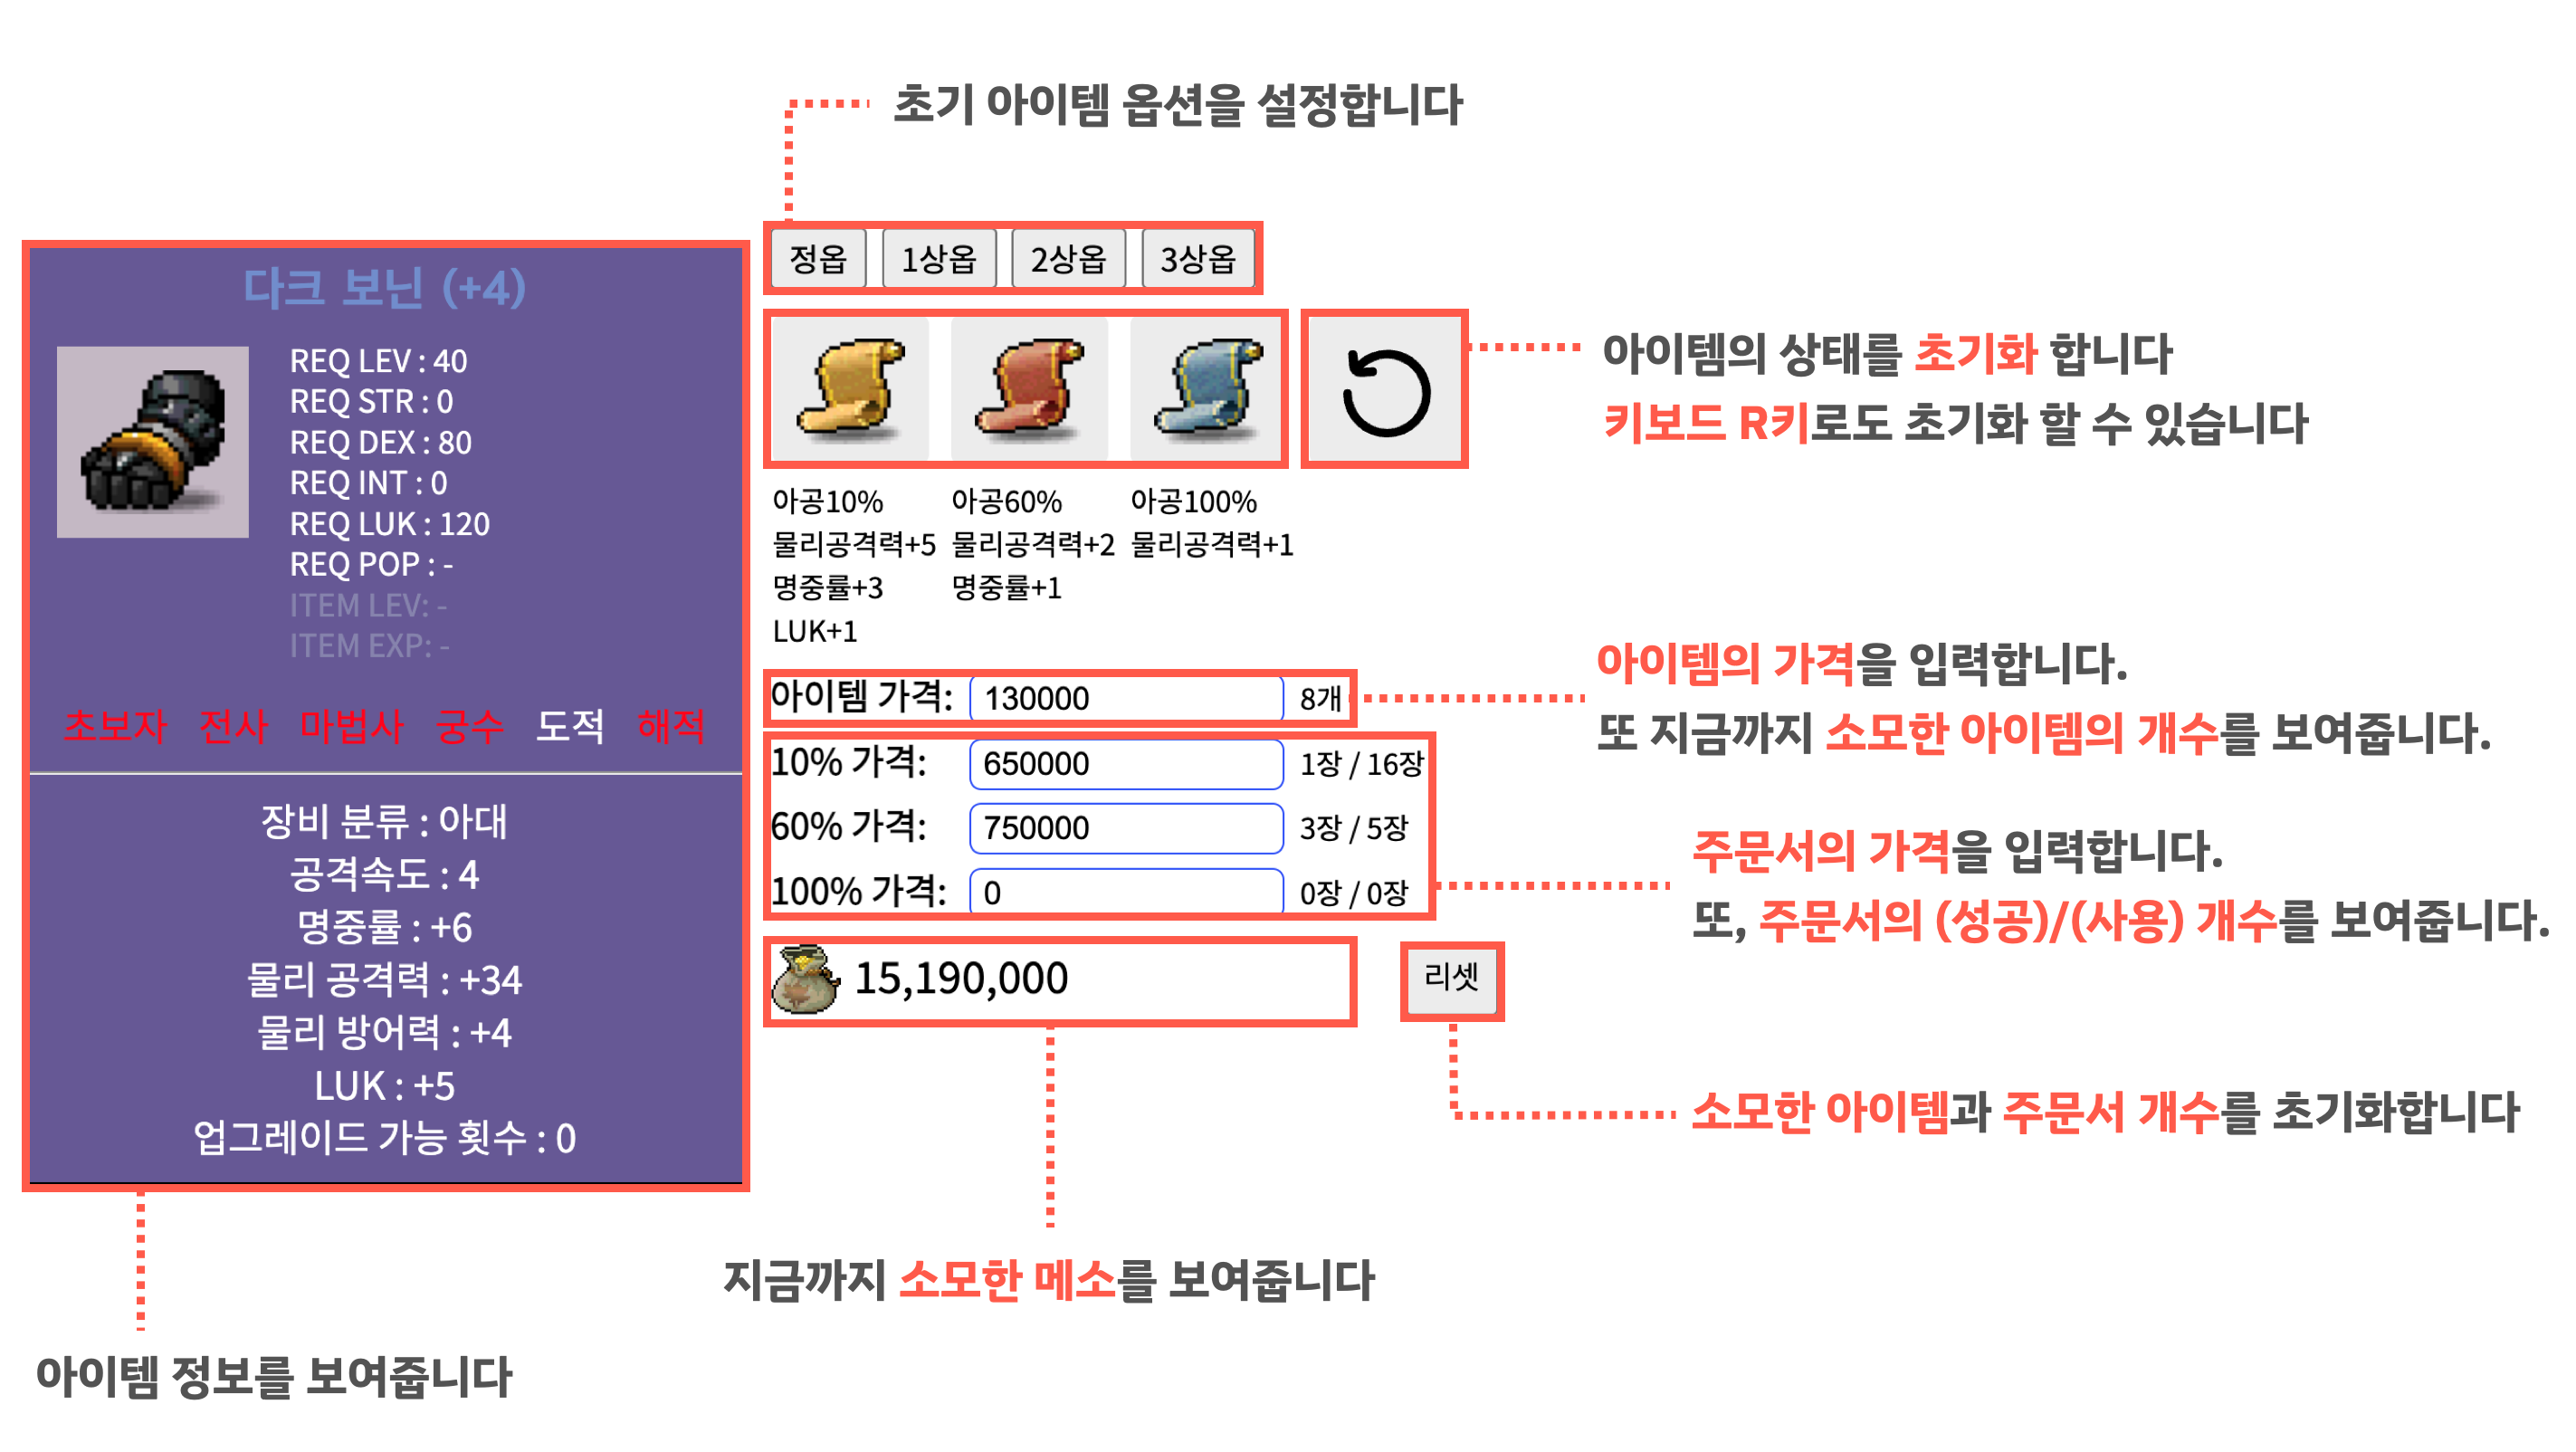 초기 아이템 옵션을 설정합니다
정옵 1상옵 2상옵 3상옵
다크 보닌 (+4)
REQ LEV : 40
REQ STR : 0
REQ DEX : 80
REQ INT : 0
REQ LUK : 120
REQ POP : -
ITEM LEV: -
ITEM EXP: -
초보자 전사 마법사 궁수 도적 해적
장비 분류 : 아대
공격속도 : 4
명중률 : +6
물리 공격력 : +34
물리 방어력 : +4
LUK : +5
업그레이드 가능 횟수 : 0
아이템 정보를 보여줍니다
아공10%
물리공격력+5
명중률+3
LUK+1
아공60%
물리공격력+2
명중률+1
아공100%
물리공격력+1
아이템의 상태를 초기화 합니다
키보드 R키로도 초기화 할 수 있습니다
아이템 가격: 130000 8개
10% 가격: 650000 1장 / 16장
60% 가격: 750000 3장 / 5장
100% 가격: 0 0장 / 0장
아이템의 가격을 입력합니다.
또 지금까지 소모한 아이템의 개수를 보여줍니다.
주문서의 가격을 입력합니다.
또, 주문서의 (성공)/(사용) 개수를 보여줍니다.
15,190,000
리셋
소모한 아이템과 주문서 개수를 초기화합니다
지금까지 소모한 메소를 보여줍니다